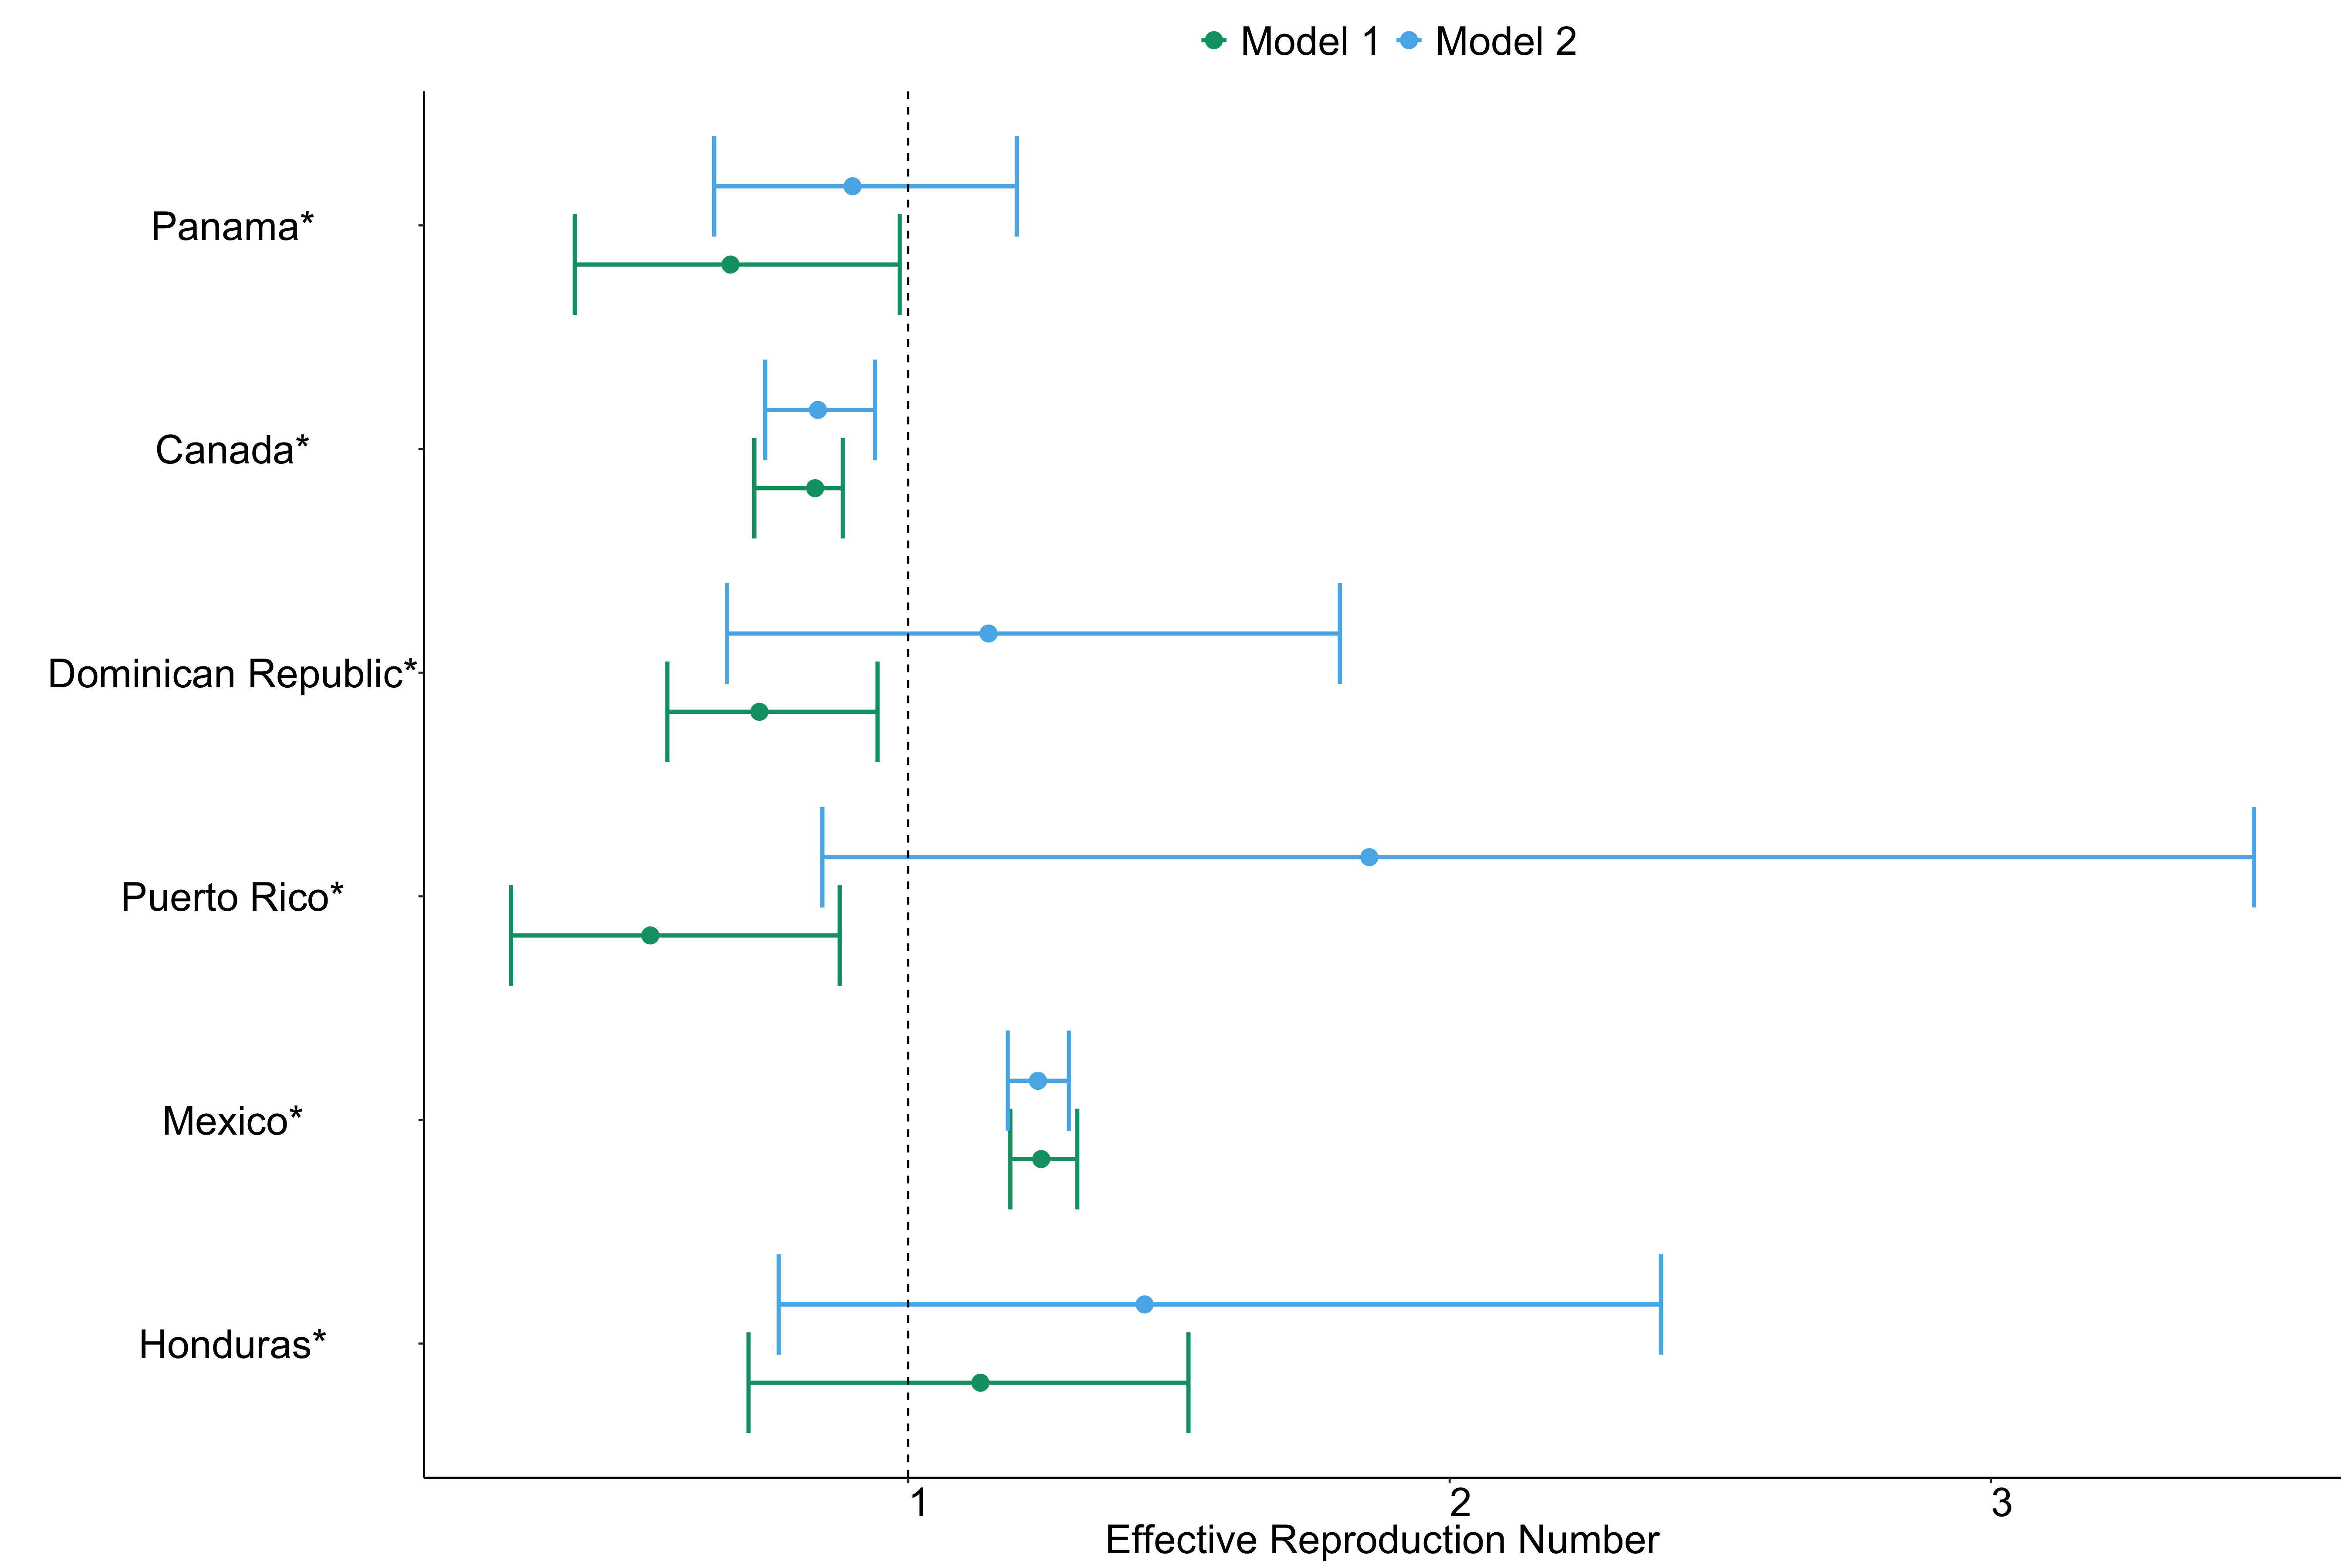 Model 1 Model 2
Panama*
Canada*
Dominican Republic*
Puerto Rico*
Mexico*
Honduras*
1 2 3
Effective Reproduction Number